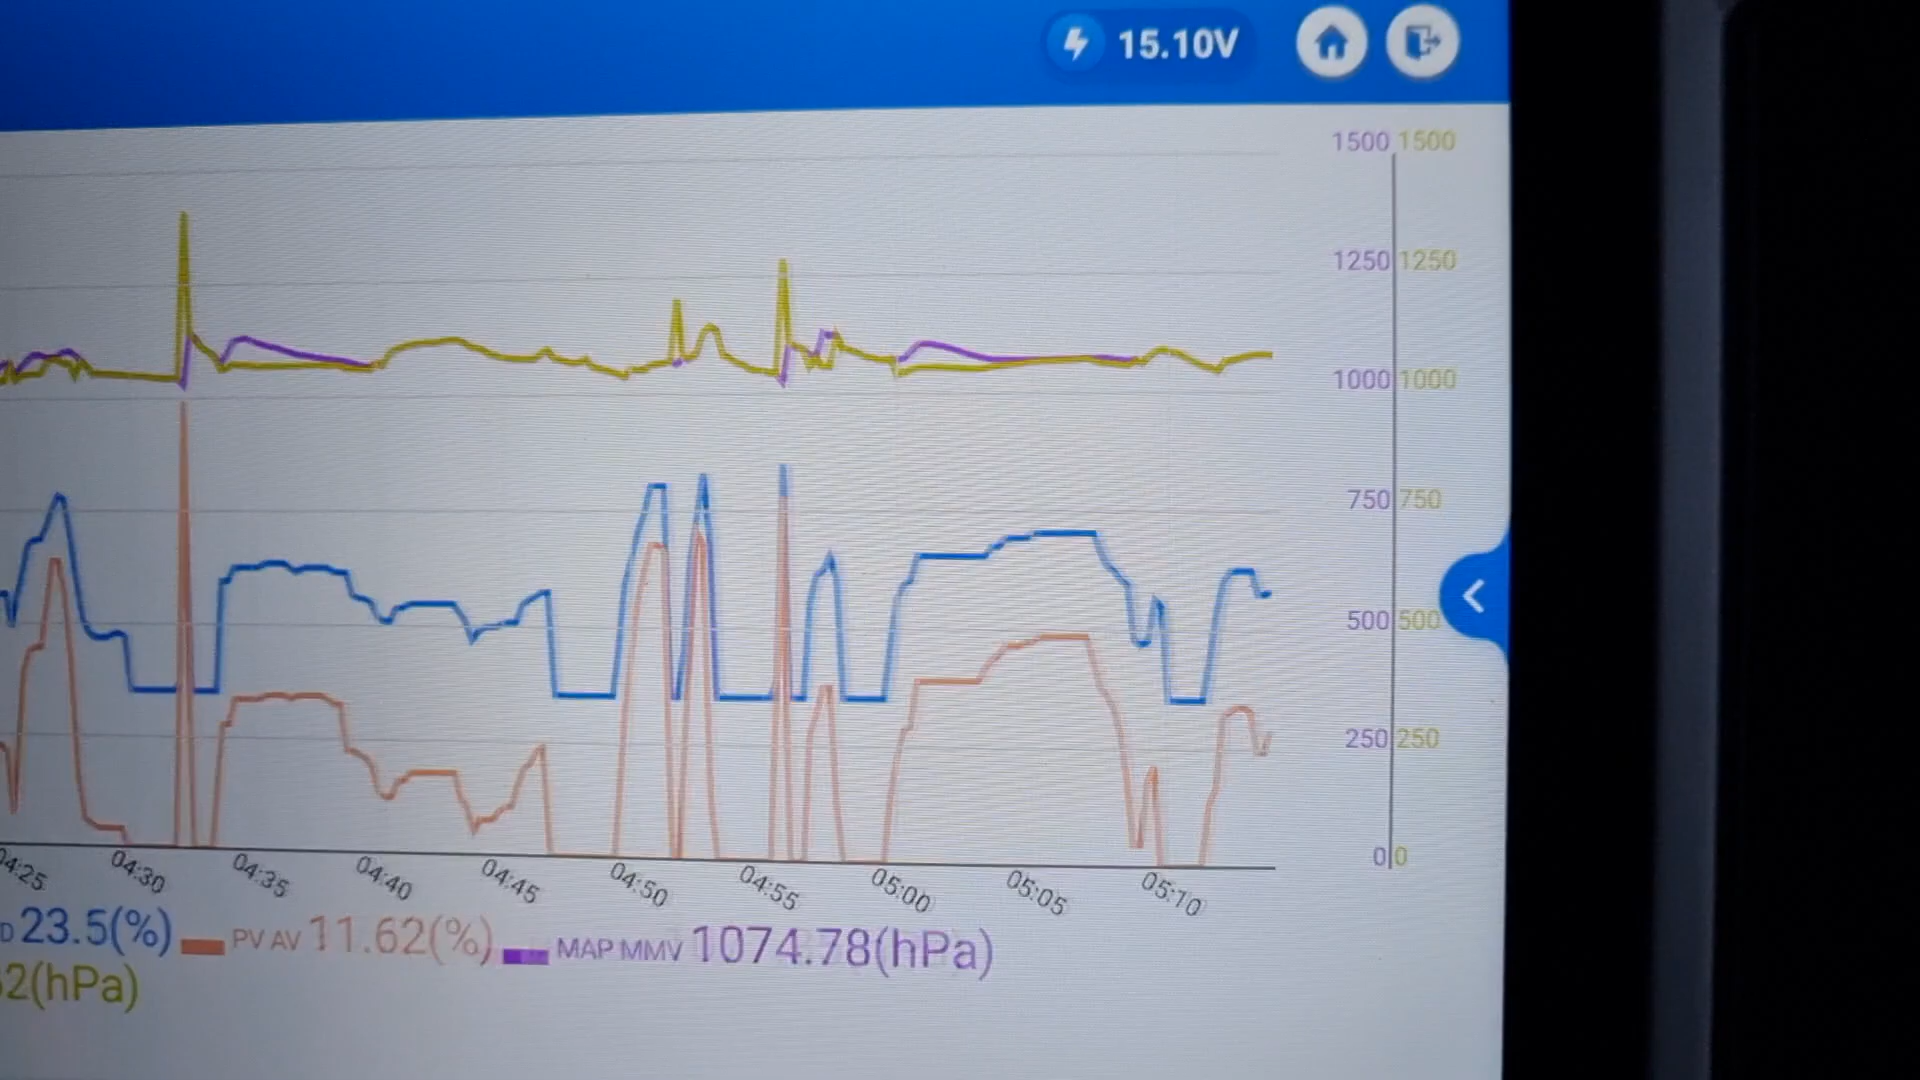 15.10V
1500 1500
1250 1250
1000 1000
750 750
500 500
250 250
0 0
04:25 04:30 04:35 04:40 04:45 04:50 04:55 05:00 05:05 05:10
D 23.5(%) PV AV 11.62(%) MAP MMV 1074.78(hPa)
2(hPa)